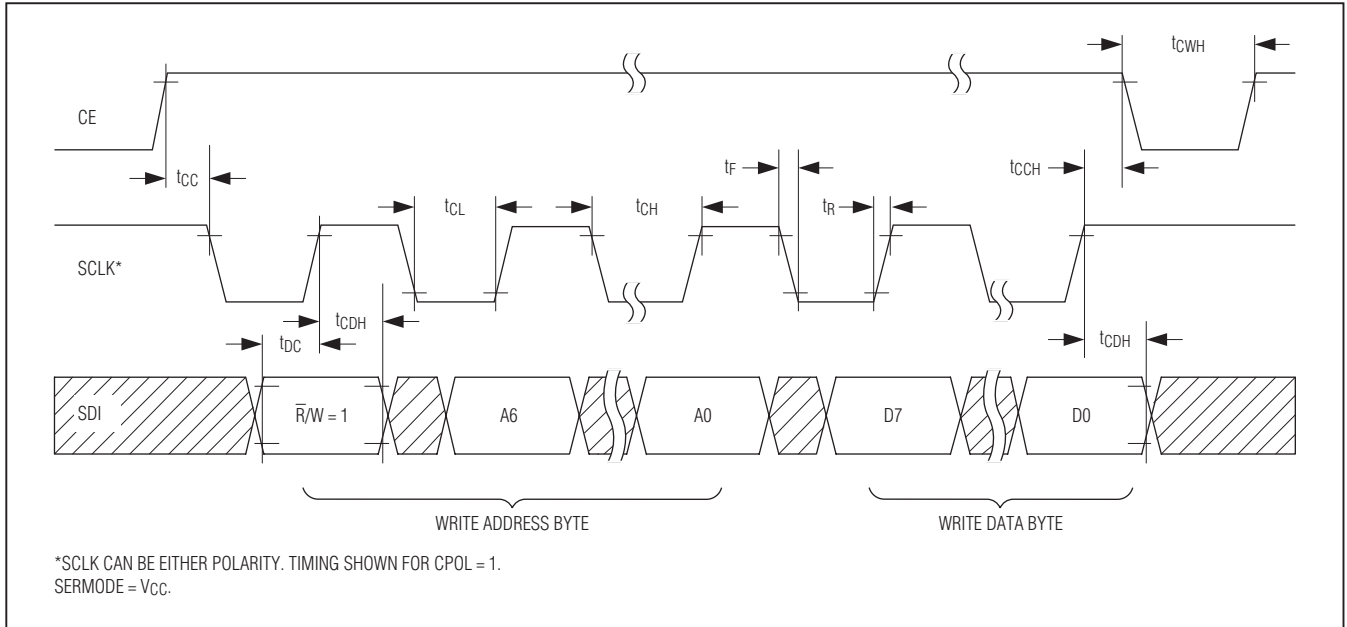 tCWH
CE
tCC
tF
tCCH
tCL
tCH
tR
SCLK*
tDC
tCDH
tCDH
SDI
R̅/W = 1
A6
A0
D7
D0
WRITE ADDRESS BYTE
WRITE DATA BYTE
*SCLK CAN BE EITHER POLARITY. TIMING SHOWN FOR CPOL = 1.
SERMODE = VCC.